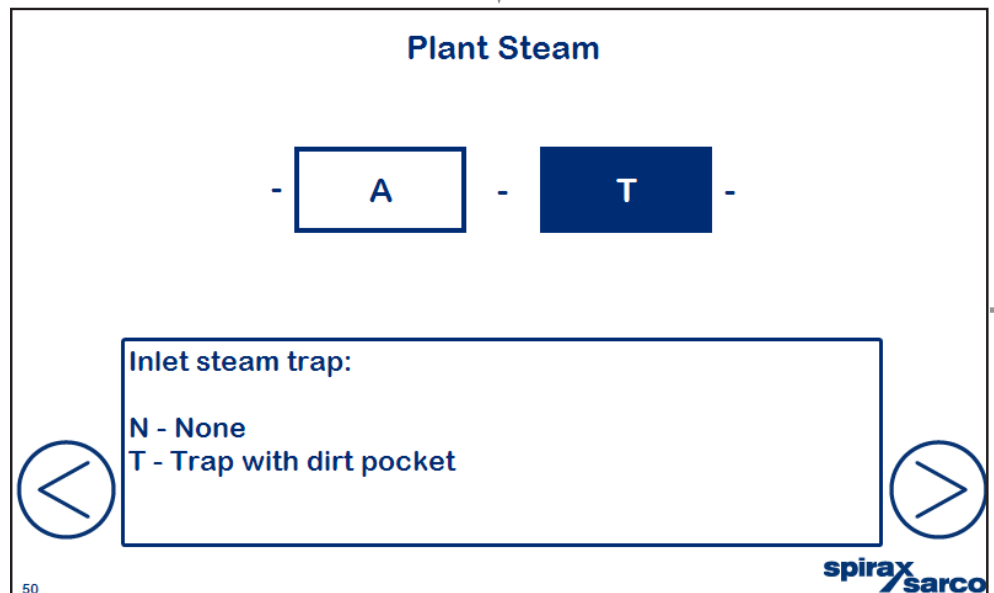 Plant Steam
- A - T -
Inlet steam trap:
N - None
T - Trap with dirt pocket
spirax
sarco
50